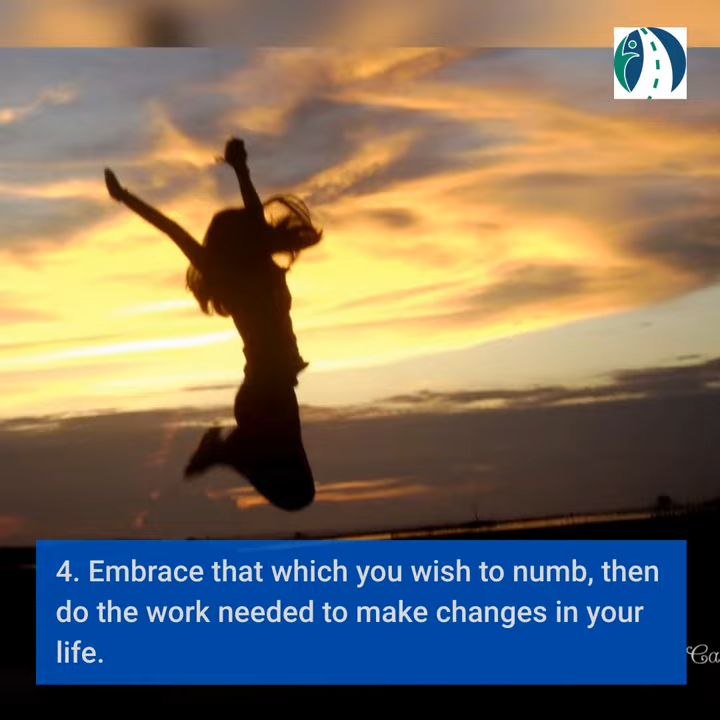 4. Embrace that which you wish to numb, then
do the work needed to make changes in your
life.